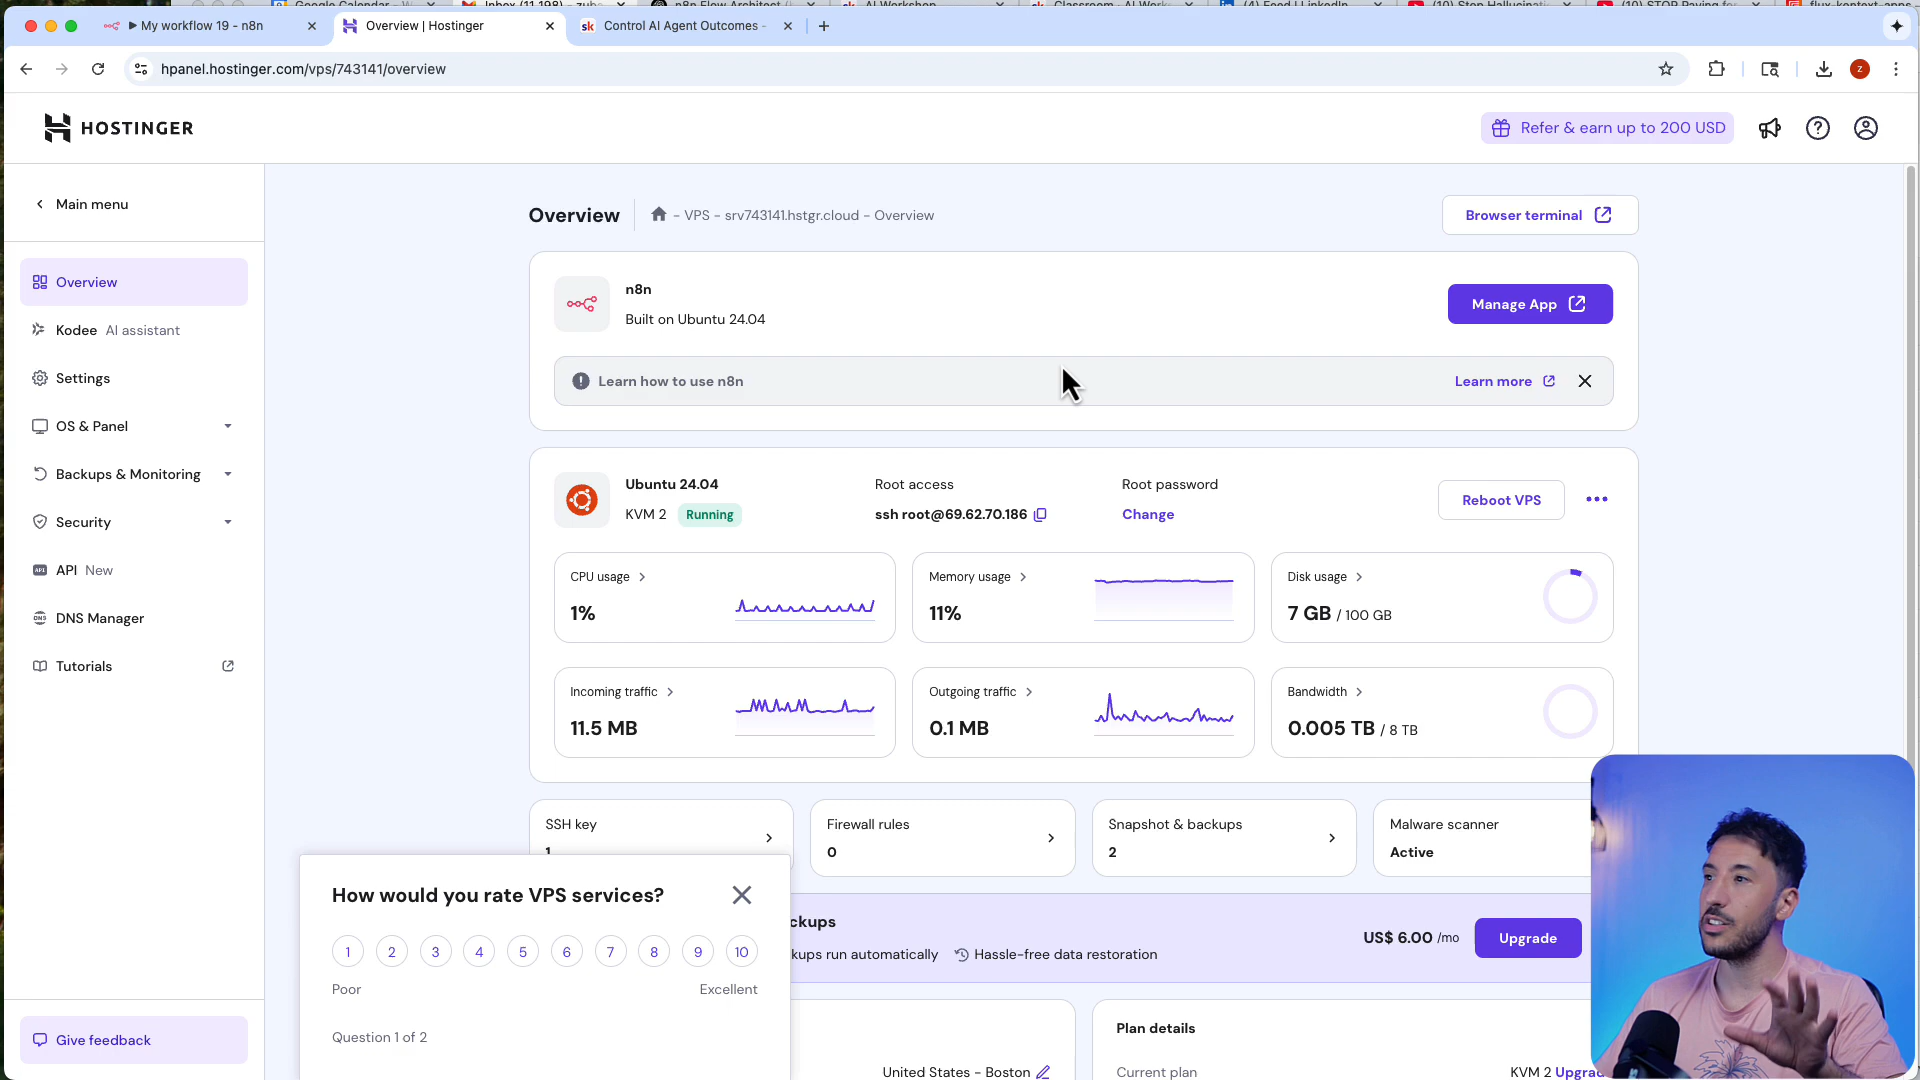 My workflow 19 - n8n
Overview | Hostinger
sk Control AI Agent Outcomes -
hpanel.hostinger.com/vps/743141/overview
z
HOSTINGER
Refer & earn up to 200 USD
Main menu
Overview
Kodee AI assistant
Settings
OS & Panel
Backups & Monitoring
Security
API New
DNS Manager
Tutorials
Give feedback
Overview
- VPS - srv743141.hstgr.cloud - Overview
Browser terminal
n8n
Built on Ubuntu 24.04
Manage App
Learn how to use n8n
Learn more
Ubuntu 24.04
KVM 2 Running
Root access
ssh root@69.62.70.186
Root password
Change
Reboot VPS
CPU usage
1%
Memory usage
11%
Disk usage
7 GB / 100 GB
Incoming traffic
11.5 MB
Outgoing traffic
0.1 MB
Bandwidth
0.005 TB / 8 TB
SSH key
1
Firewall rules
0
Snapshot & backups
2
Malware scanner
Active
ckups
kups run automatically
Hassle-free data restoration
US$ 6.00 /mo
Upgrade
How would you rate VPS services?
1 2 3 4 5 6 7 8 9 10
Poor
Excellent
Question 1 of 2
United States - Boston
Plan details
Current plan
KVM 2 Upgrad